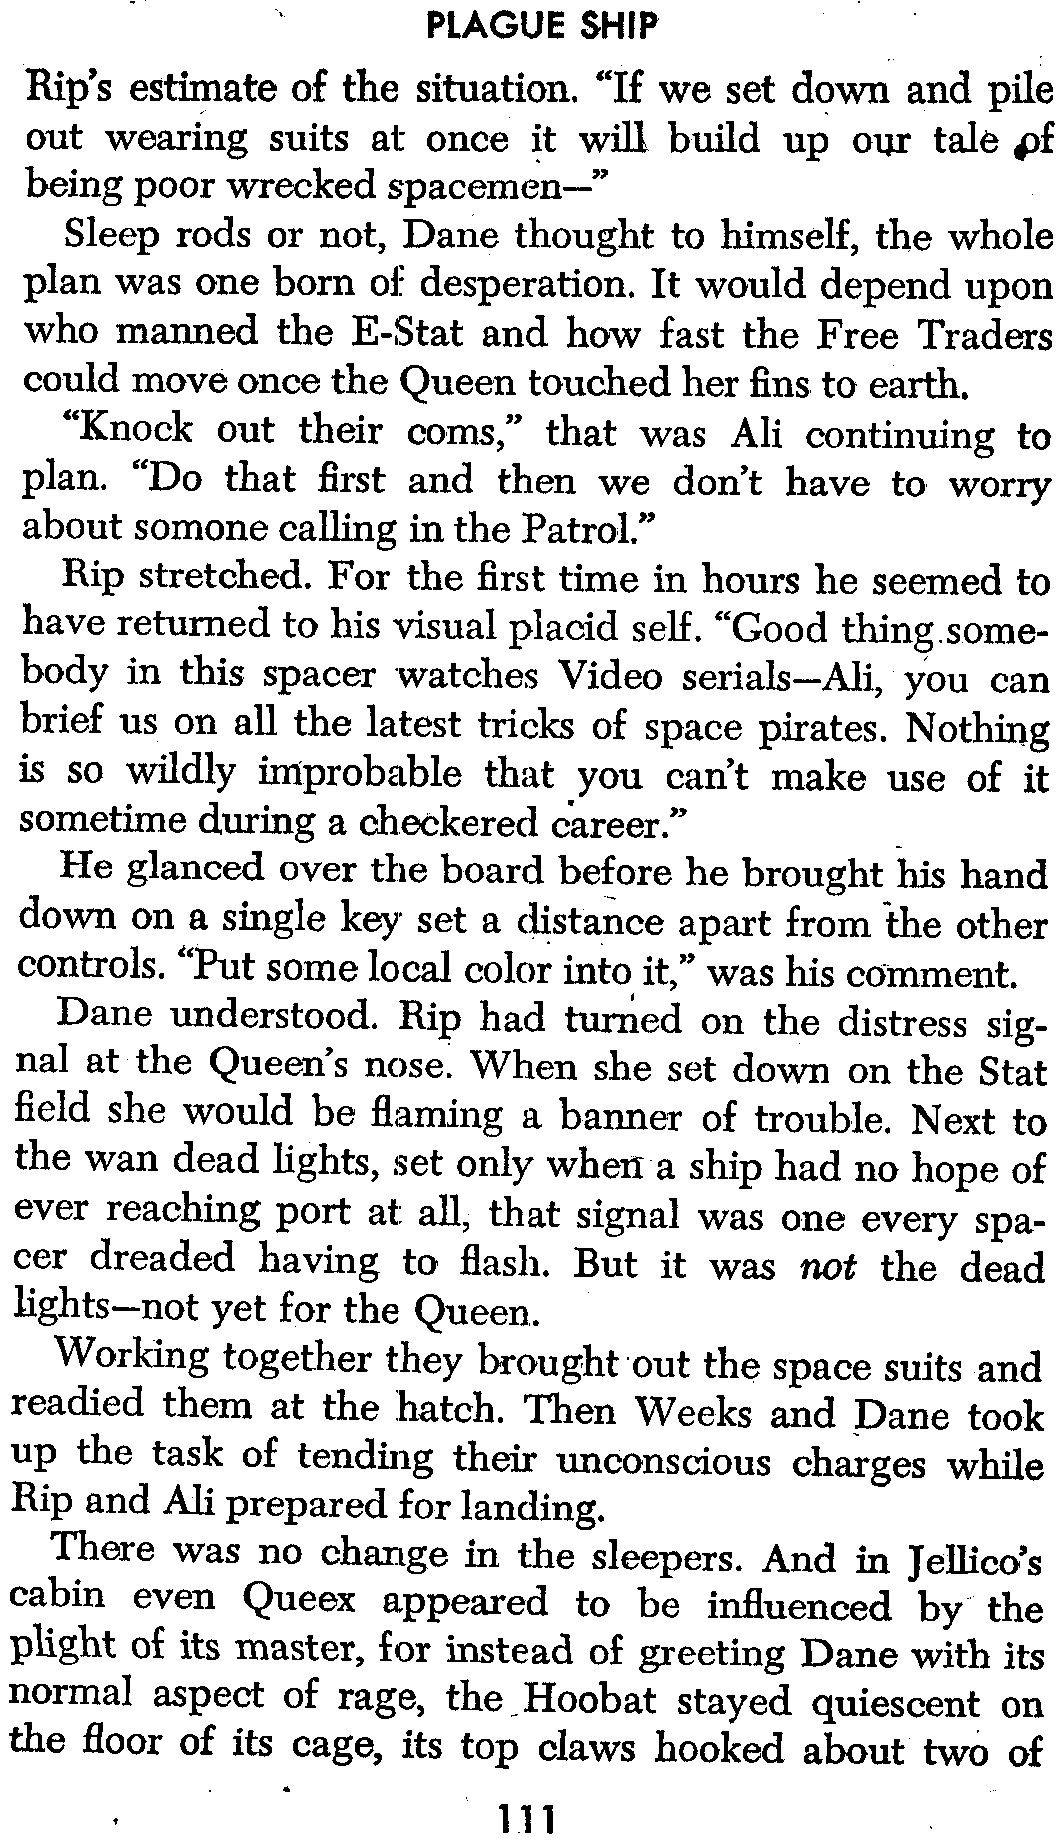 PLAGUE SHIP
Rip's estimate of the situation. “If we set down and pile
out wearing suits at once it will build up our tale of
being poor wrecked spacemen—”
Sleep rods or not, Dane thought to himself, the whole
plan was one born of desperation. It would depend upon
who manned the E-Stat and how fast the Free Traders
could move once the Queen touched her fins to earth.
“Knock out their coms,” that was Ali continuing to
plan. “Do that first and then we don't have to worry
about somone calling in the Patrol.”
Rip stretched. For the first time in hours he seemed to
have returned to his visual placid self. “Good thing some-
body in this spacer watches Video serials—Ali, you can
brief us on all the latest tricks of space pirates. Nothing
is so wildly improbable that you can't make use of it
sometime during a checkered career.”
He glanced over the board before he brought his hand
down on a single key set a distance apart from the other
controls. “Put some local color into it,” was his comment.
Dane understood. Rip had turned on the distress sig-
nal at the Queen's nose. When she set down on the Stat
field she would be flaming a banner of trouble. Next to
the wan dead lights, set only when a ship had no hope of
ever reaching port at all, that signal was one every spa-
cer dreaded having to flash. But it was not the dead
lights—not yet for the Queen.
Working together they brought out the space suits and
readied them at the hatch. Then Weeks and Dane took
up the task of tending their unconscious charges while
Rip and Ali prepared for landing.
There was no change in the sleepers. And in Jellico's
cabin even Queex appeared to be influenced by the
plight of its master, for instead of greeting Dane with its
normal aspect of rage, the Hoobat stayed quiescent on
the floor of its cage, its top claws hooked about two of
111